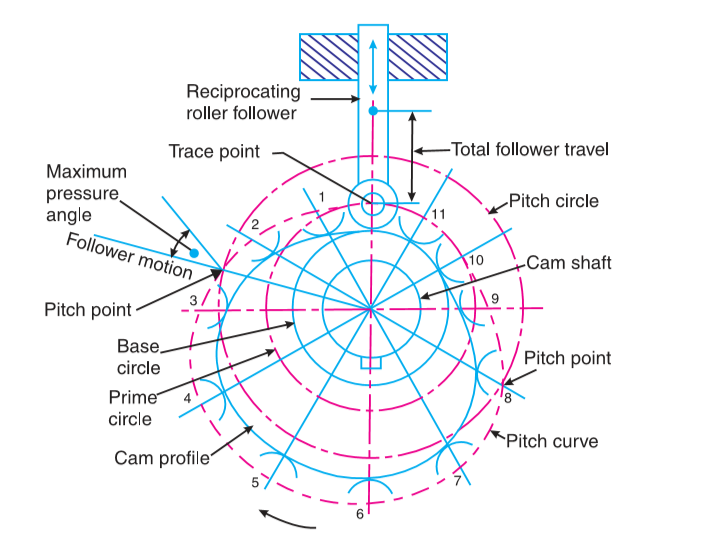 Reciprocating
roller follower
Trace point
Total follower travel
Maximum
pressure
angle
Pitch circle
1
11
2
Follower motion
10
Cam shaft
3
9
Pitch point
Base
circle
Pitch point
Prime
circle
4
8
Pitch curve
Cam profile
5
7
6